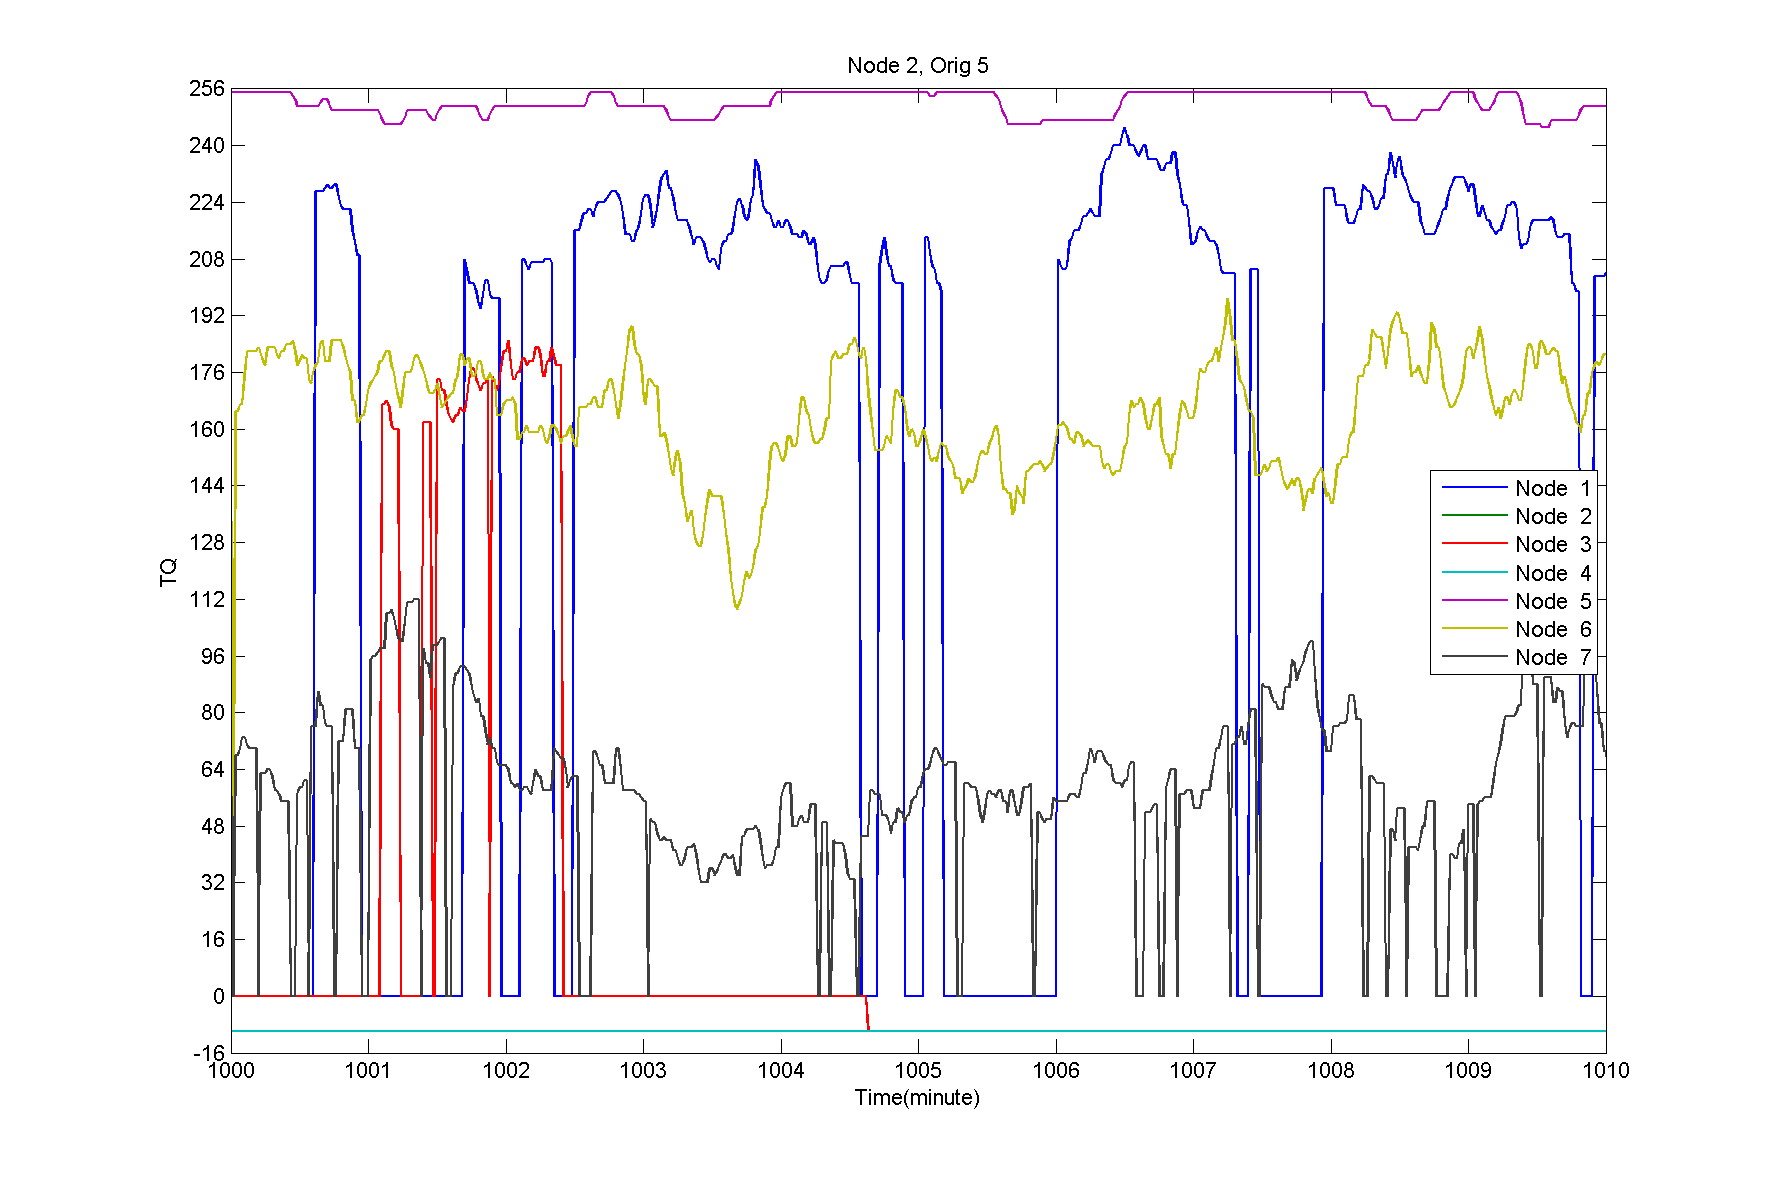 Node 2, Orig 5
256
240
224
208
192
176
160
144
128
112
96
80
64
48
32
16
0
-16
TQ
Node 1
Node 2
Node 3
Node 4
Node 5
Node 6
Node 7
1000 1001 1002 1003 1004 1005 1006 1007 1008 1009 1010
Time(minute)